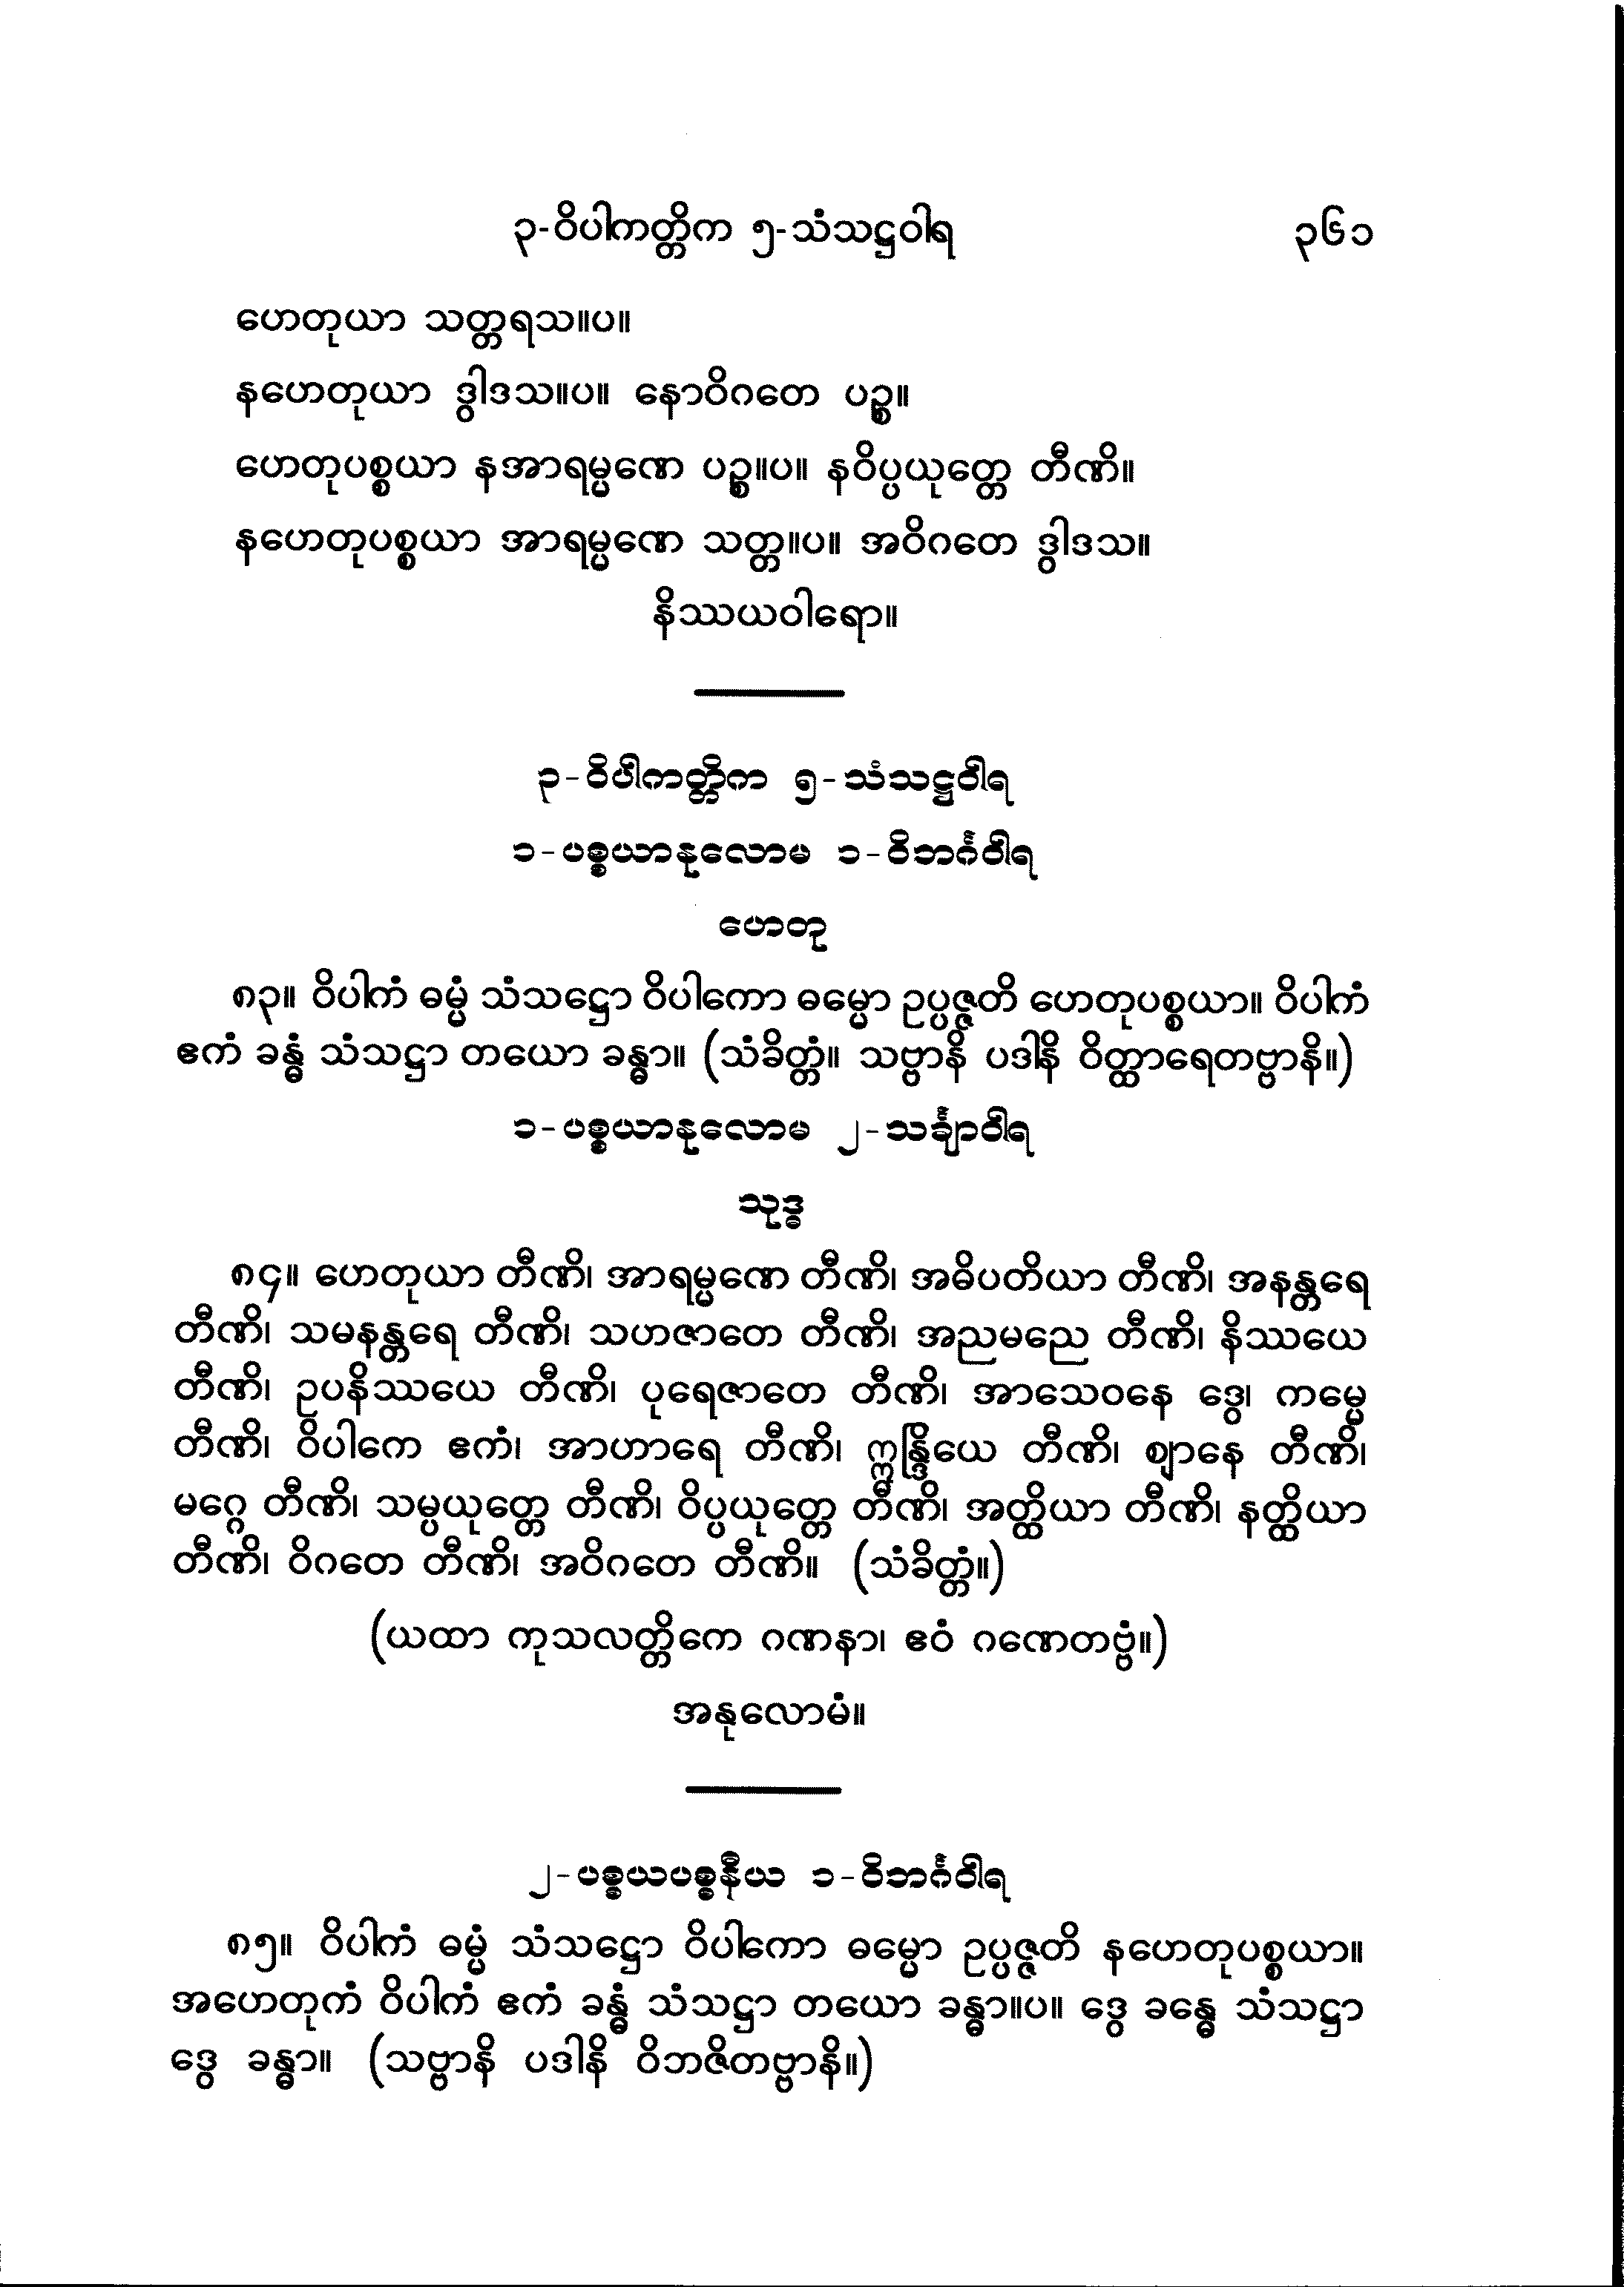 ၃-ဝိပါကတ္တိက ၅-သံသဋ္ဌဝါရ ၃၆၁
ဟေတုယာ သတ္တရသ။ပ။
နဟေတုယာ ဒွါဒသ။ပ။ နောဝိဂတေ ပဉ္စ။
ဟေတုပစ္စယာ နအာရမ္မဏေ ပဉ္စ။ပ။ နဝိပ္ပယုတ္တေ တီဏိ။
နဟေတုပစ္စယာ အာရမ္မဏေ သတ္တ။ပ။ အဝိဂတေ ဒွါဒသ။
နိဿယဝါရော။
၃-ဝိပါကတ္တိက ၅-သံသဋ္ဌဝါရ
၁-ပစ္စယာနုလောမ ၁-ဝိဘင်္ဂဝါရ
ဟေတု
၈၃။ ဝိပါကံ ဓမ္မံ သံသဋ္ဌော ဝိပါကော ဓမ္မော ဥပ္ပဇ္ဇတိ ဟေတုပစ္စယာ။ ဝိပါကံ
ဧကံ ခန္ဓံ သံသဋ္ဌာ တယော ခန္ဓာ။ (သံခိတ္တံ။ သဗ္ဗာနိ ပဒါနိ ဝိတ္ထာရေတဗ္ဗာနိ။)
၁-ပစ္စယာနုလောမ ၂-သင်္ချာဝါရ
သုဒ္ဓ
၈၄။ ဟေတုယာ တီဏိ၊ အာရမ္မဏေ တီဏိ၊ အဓိပတိယာ တီဏိ၊ အနန္တရေ
တီဏိ၊ သမနန္တရေ တီဏိ၊ သဟဇာတေ တီဏိ၊ အညမညေ တီဏိ၊ နိဿယေ
တီဏိ၊ ဥပနိဿယေ တီဏိ၊ ပုရေဇာတေ တီဏိ၊ အာသေဝနေ ဒွေ၊ ကမ္မေ
တီဏိ၊ ဝိပါကေ ဧကံ၊ အာဟာရေ တီဏိ၊ ဣန္ဒြိယေ တီဏိ၊ ဈာနေ တီဏိ၊
မဂ္ဂေ တီဏိ၊ သမ္ပယုတ္တေ တီဏိ၊ ဝိပ္ပယုတ္တေ တီဏိ၊ အတ္ထိယာ တီဏိ၊ နတ္ထိယာ
တီဏိ၊ ဝိဂတေ တီဏိ၊ အဝိဂတေ တီဏိ။ (သံခိတ္တံ။)
(ယထာ ကုသလတ္တိကေ ဂဏနာ၊ ဧဝံ ဂဏေတဗ္ဗံ။)
အနုလောမံ။
၂-ပစ္စယပစ္စနီယ ၁-ဝိဘင်္ဂဝါရ
၈၅။ ဝိပါကံ ဓမ္မံ သံသဋ္ဌော ဝိပါကော ဓမ္မော ဥပ္ပဇ္ဇတိ နဟေတုပစ္စယာ။
အဟေတုကံ ဝိပါကံ ဧကံ ခန္ဓံ သံသဋ္ဌာ တယော ခန္ဓာ။ပ။ ဒွေ ခန္ဓေ သံသဋ္ဌာ
ဒွေ ခန္ဓာ။ (သဗ္ဗာနိ ပဒါနိ ဝိဘဇိတဗ္ဗာနိ။)